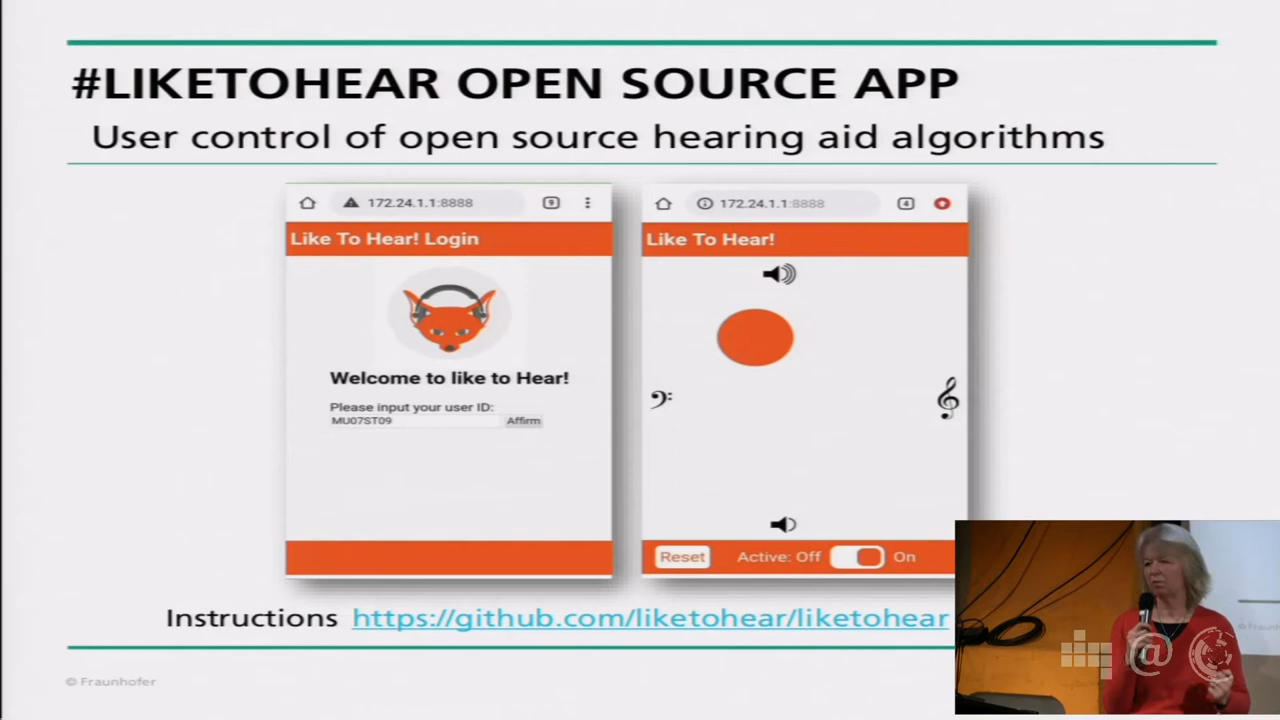 #LIKETOHEAR OPEN SOURCE APP
User control of open source hearing aid algorithms
172.24.1.1:8888
9
Like To Hear! Login
Welcome to like to Hear!
Please input your user ID:
MU07ST09 Affirm
172.24.1.1:8888
4
Like To Hear!
Reset Active: Off On
Instructions https://github.com/liketohear/liketohear
© Fraunhofer
@